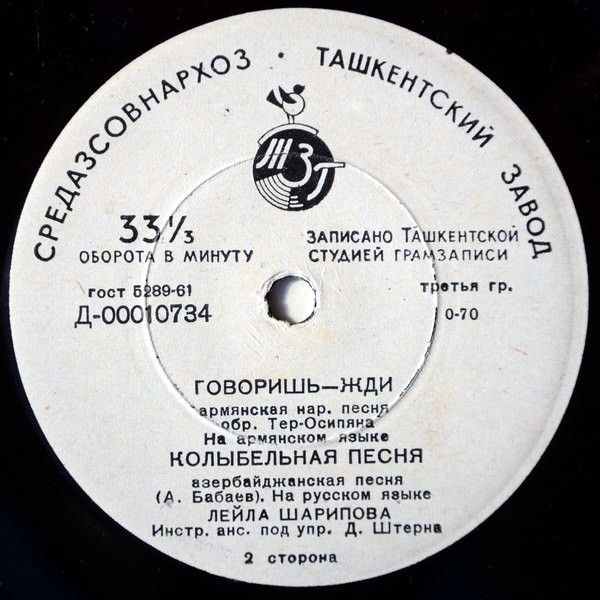 СРЕДАЗСОВНАРХОЗ · ТАШКЕНТСКИЙ ЗАВОД
ТЗГ
33⅓
ОБОРОТА В МИНУТУ
ЗАПИСАНО ТАШКЕНТСКОЙ
СТУДИЕЙ ГРАМЗАПИСИ
ГОСТ 5289-61
третья гр.
Д-00010734
0-70
ГОВОРИШЬ—ЖДИ
армянская нар. песня
обр. Тер-Осипяна
На армянском языке
КОЛЫБЕЛЬНАЯ ПЕСНЯ
азербайджанская песня
(А. Бабаев). На русском языке
ЛЕЙЛА ШАРИПОВА
Инстр. анс. под упр. Д. Штерна
2 сторона